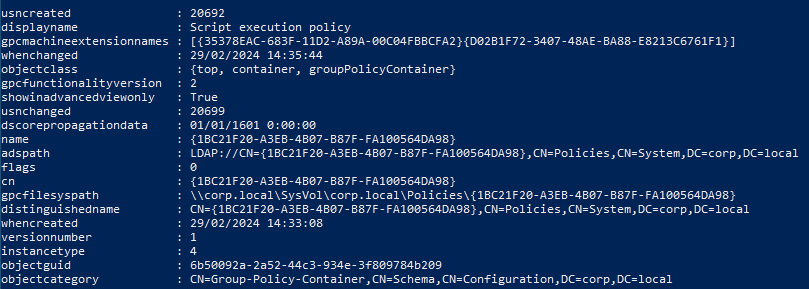 usncreated : 20692
displayname : Script execution policy
gpcmachineextensionnames : [{35378EAC-683F-11D2-A89A-00C04FBBCFA2}{D02B1F72-3407-48AE-BA88-E8213C6761F1}]
whenchanged : 29/02/2024 14:35:44
objectclass : {top, container, groupPolicyContainer}
gpcfunctionalityversion : 2
showinadvancedviewonly : True
usnchanged : 20699
dscorepropagationdata : 01/01/1601 0:00:00
name : {1BC21F20-A3EB-4B07-B87F-FA100564DA98}
adspath : LDAP://CN={1BC21F20-A3EB-4B07-B87F-FA100564DA98},CN=Policies,CN=System,DC=corp,DC=local
flags : 0
cn : {1BC21F20-A3EB-4B07-B87F-FA100564DA98}
gpcfilesyspath : \\corp.local\SysVol\corp.local\Policies\{1BC21F20-A3EB-4B07-B87F-FA100564DA98}
distinguishedname : CN={1BC21F20-A3EB-4B07-B87F-FA100564DA98},CN=Policies,CN=System,DC=corp,DC=local
whencreated : 29/02/2024 14:33:08
versionnumber : 1
instancetype : 4
objectguid : 6b50092a-2a52-44c3-934e-3f809784b209
objectcategory : CN=Group-Policy-Container,CN=Schema,CN=Configuration,DC=corp,DC=local